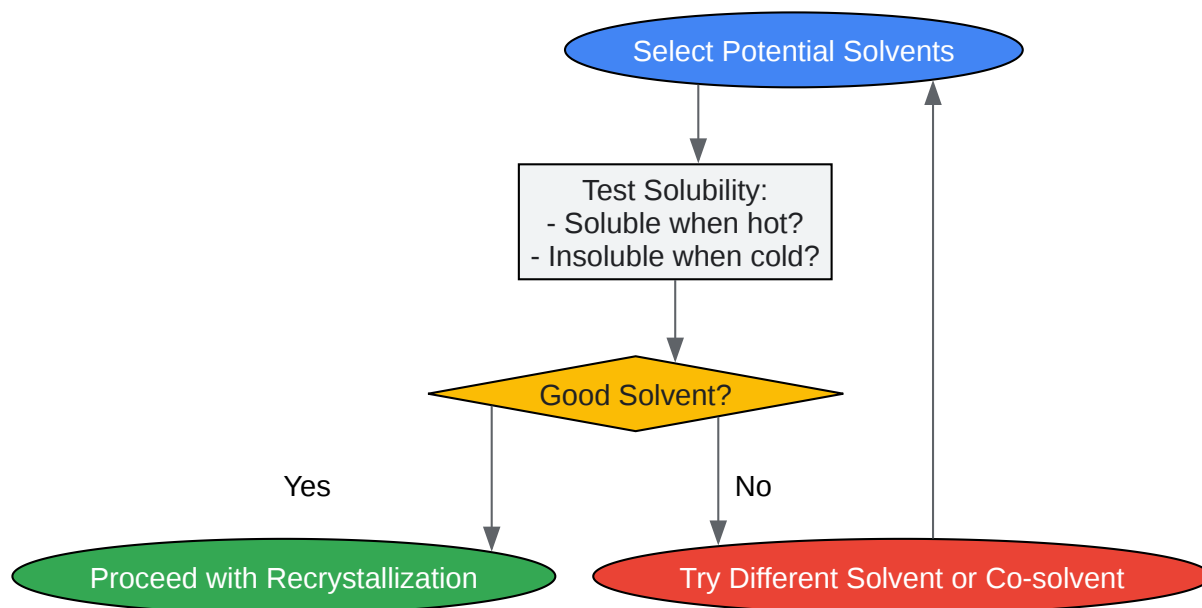 Select Potential Solvents
Test Solubility:
- Soluble when hot?
- Insoluble when cold?
Good Solvent?
Yes
No
Proceed with Recrystallization
Try Different Solvent or Co-solvent